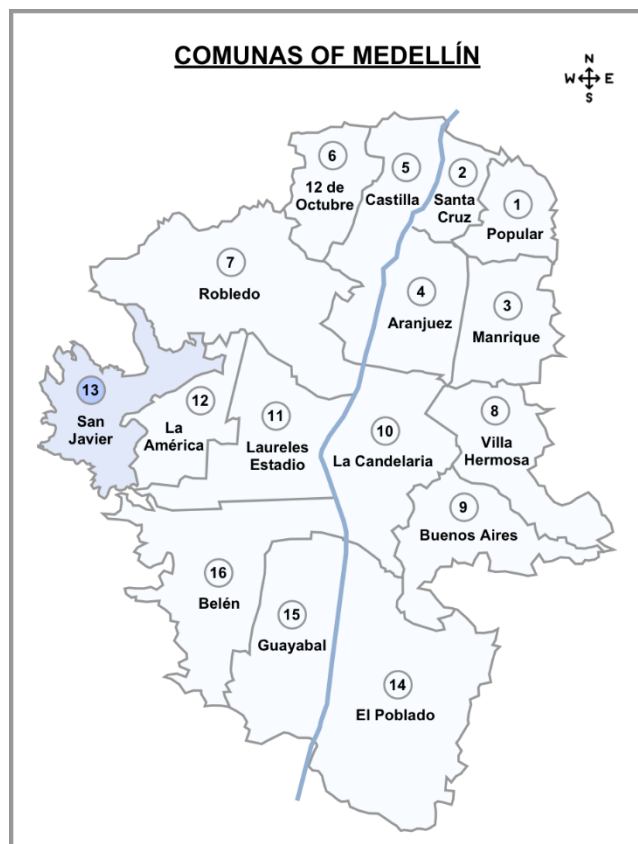 COMUNAS OF MEDELLÍN
N
W E
S
6
12 de
Octubre
5
Castilla
2
Santa
Cruz
1
Popular
7
Robledo
4
Aranjuez
3
Manrique
13
San
Javier
12
La
América
11
Laureles
Estadio
10
La Candelaria
8
Villa
Hermosa
9
Buenos Aires
16
Belén
15
Guayabal
14
El Poblado